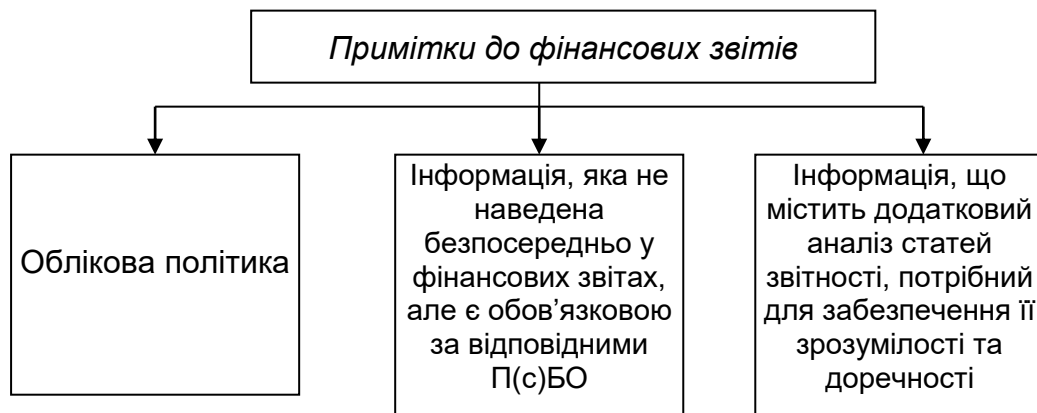 Примітки до фінансових звітів
Облікова політика
Інформація, яка не
наведена
безпосередньо у
фінансових звітах,
але є обов’язковою
за відповідними
П(с)БО
Інформація, що
містить додатковий
аналіз статей
звітності, потрібний
для забезпечення її
зрозумілості та
доречності